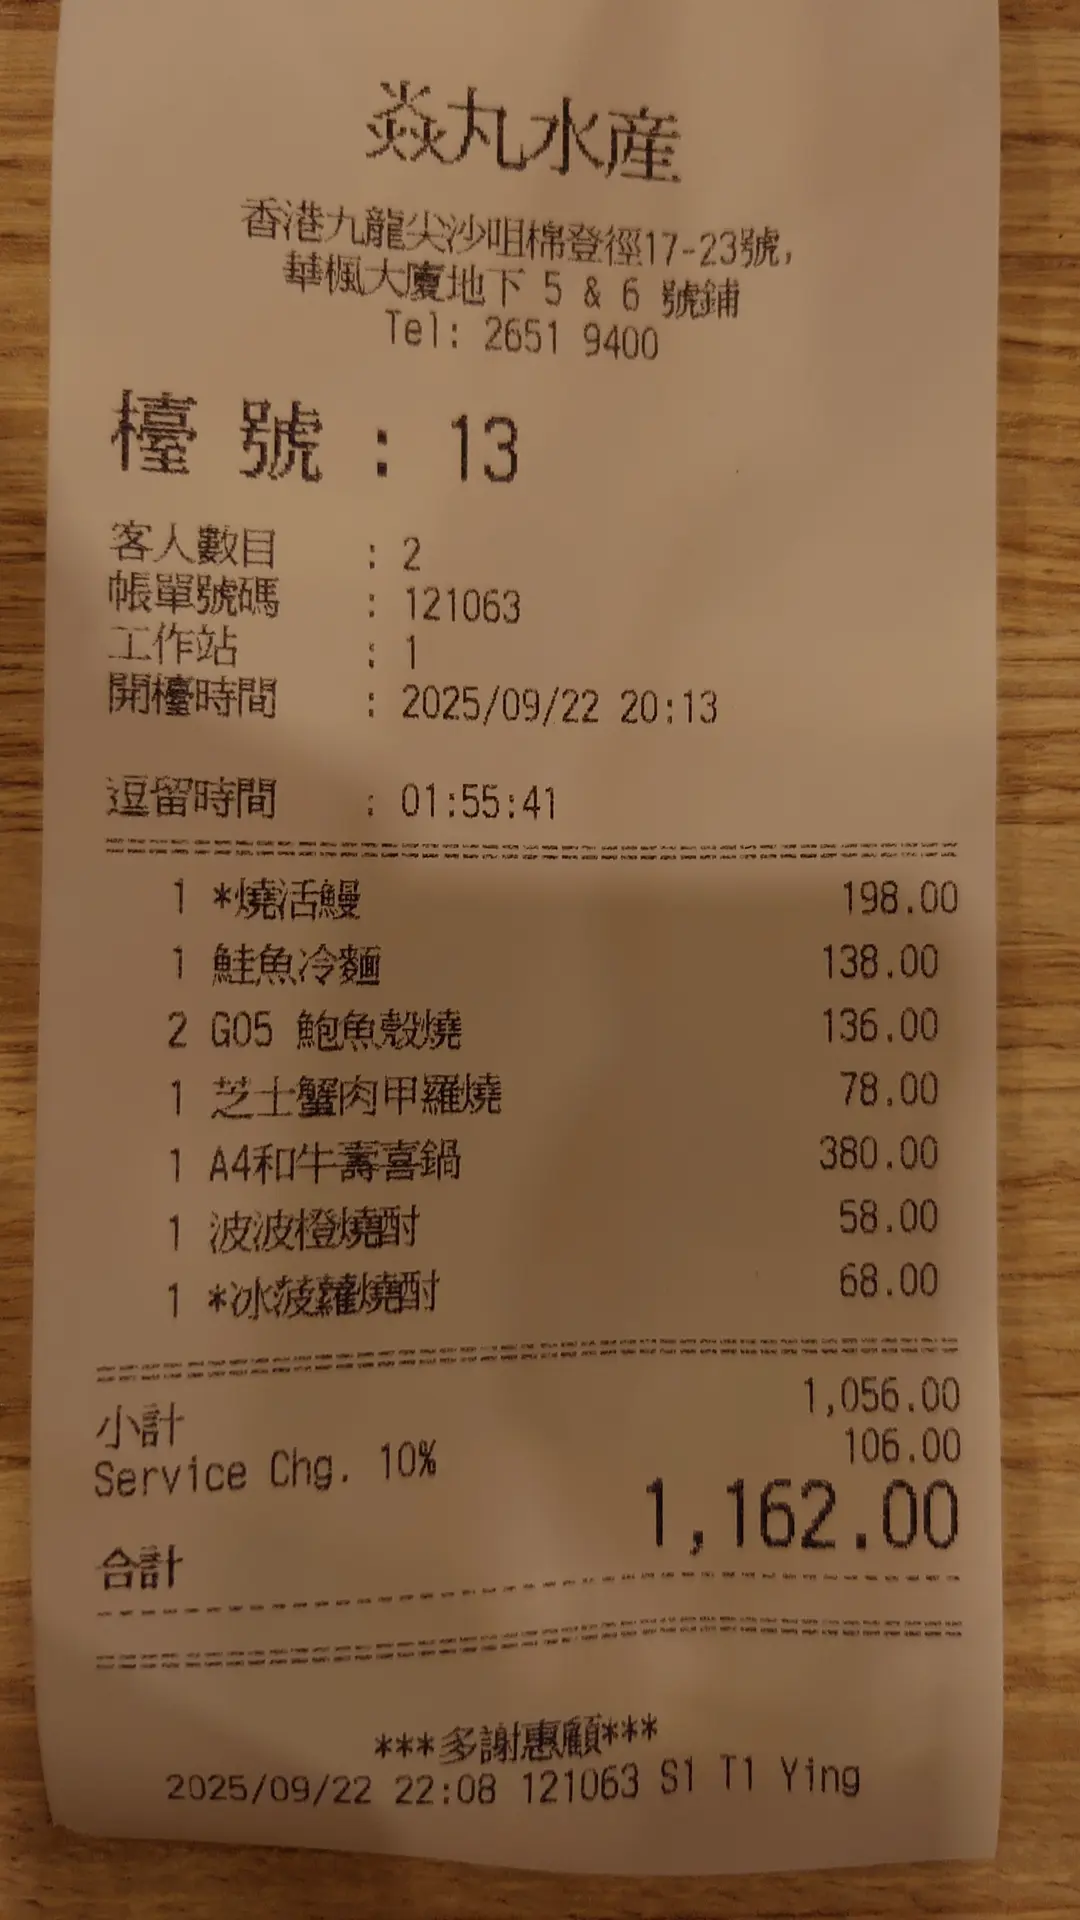 焱丸水産
香港九龍尖沙咀棉登徑17-23號,
華楓大廈地下 5 & 6 號鋪
Tel: 2651 9400
檯 號 : 13
客人數目 : 2
帳單號碼 : 121063
工作站 : 1
開檯時間 : 2025/09/22 20:13
逗留時間 : 01:55:41
1 *燒活鰻 198.00
1 鮭魚冷麵 138.00
2 G05 鮑魚殼燒 136.00
1 芝士蟹肉甲羅燒 78.00
1 A4和牛壽喜鍋 380.00
1 波波橙燒酎 58.00
1 *冰菠蘿燒酎 68.00
小計 1,056.00
Service Chg. 10% 106.00
合計 1,162.00
***多謝惠顧***
2025/09/22 22:08 121063 S1 T1 Ying